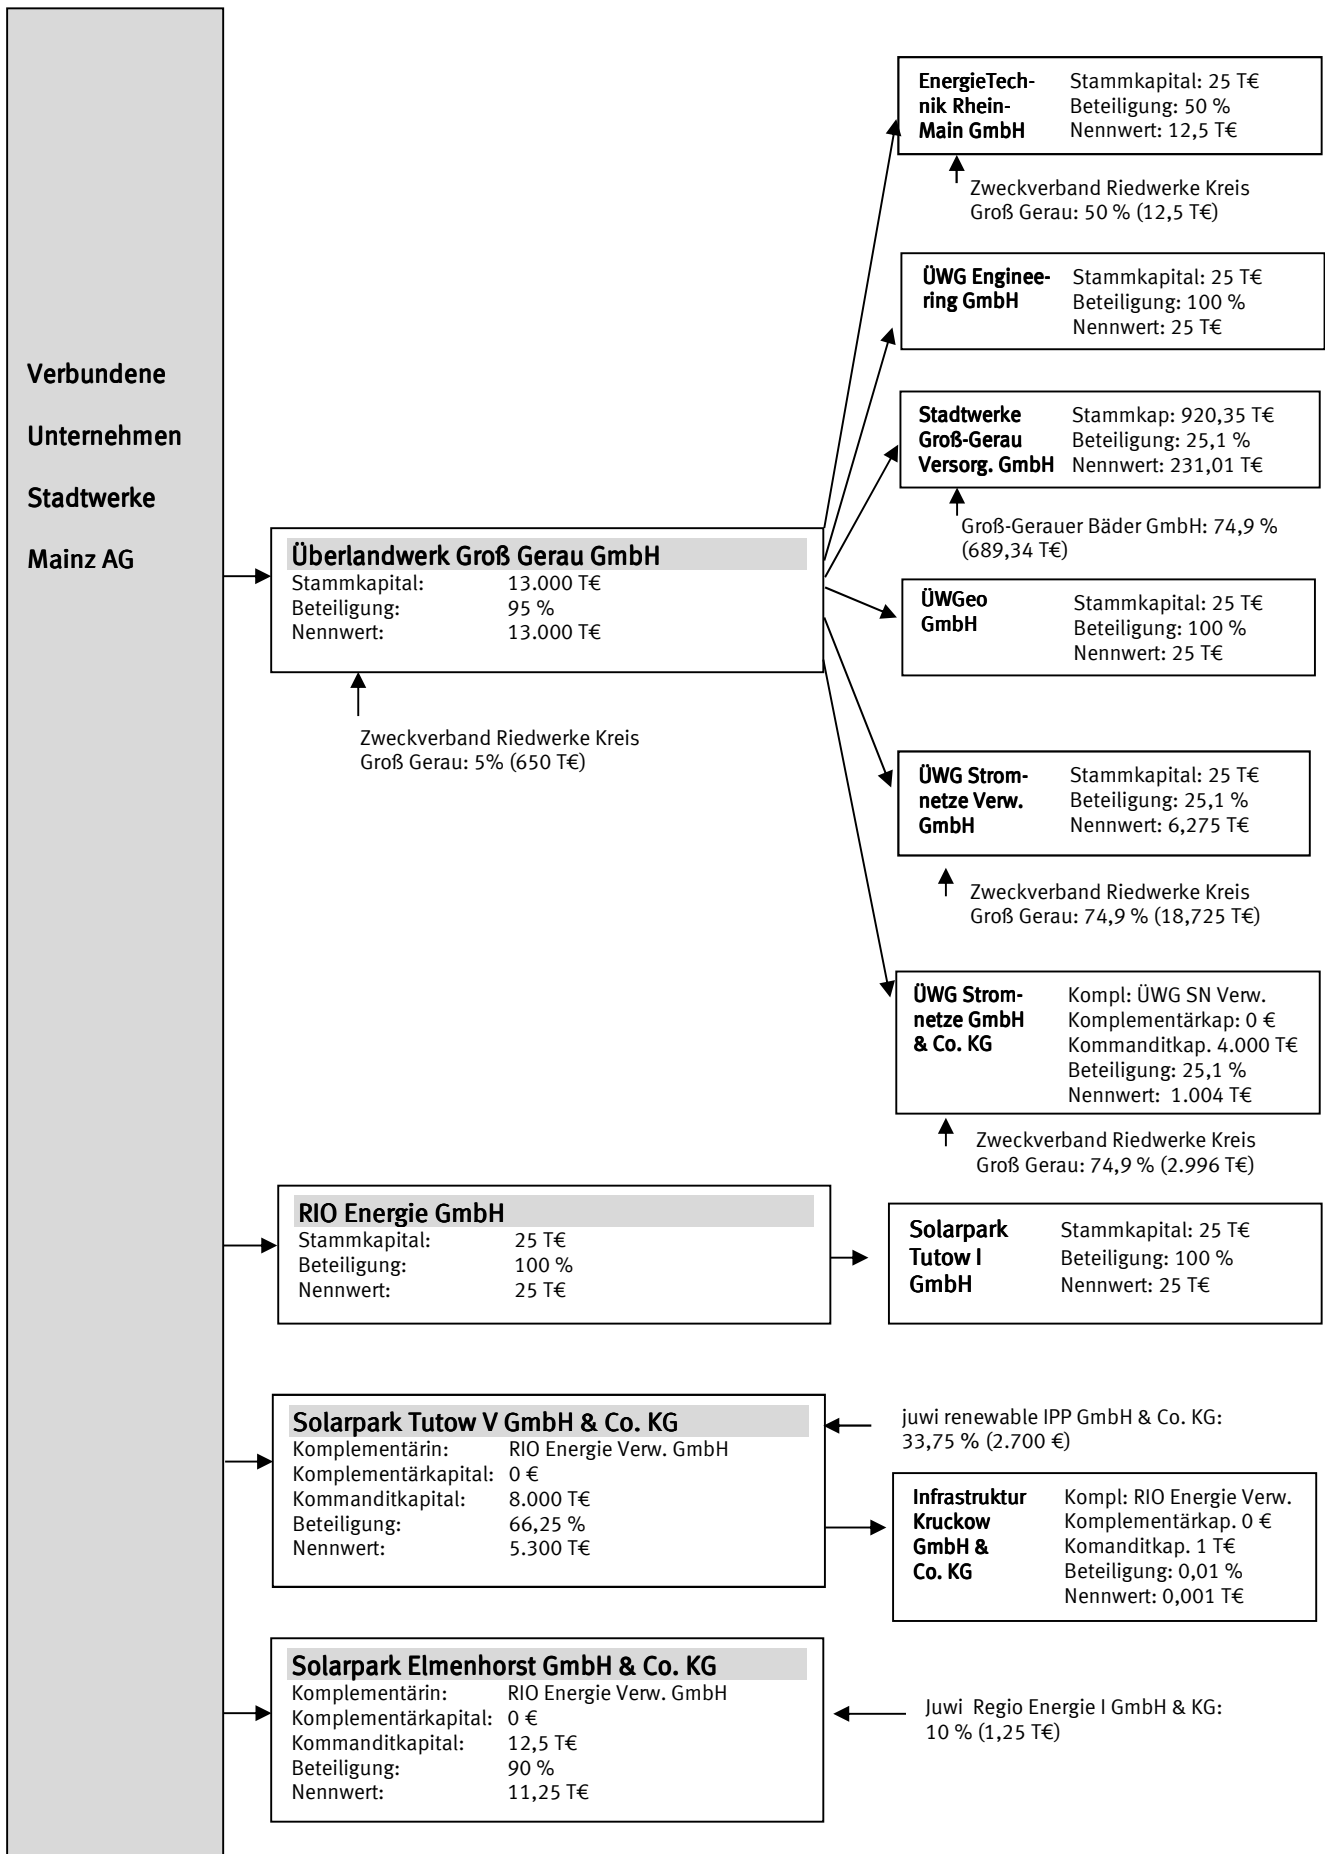 Verbundene
Unternehmen
Stadtwerke
Mainz AG
EnergieTech-
nik Rhein-
Main GmbH
Stammkapital: 25 T€
Beteiligung: 50 %
Nennwert: 12,5 T€
Zweckverband Riedwerke Kreis
Groß Gerau: 50 % (12,5 T€)
ÜWG Enginee-
ring GmbH
Stammkapital: 25 T€
Beteiligung: 100 %
Nennwert: 25 T€
Stadtwerke
Groß-Gerau
Versorg. GmbH
Stammkap: 920,35 T€
Beteiligung: 25,1 %
Nennwert: 231,01 T€
Groß-Gerauer Bäder GmbH: 74,9 %
(689,34 T€)
Überlandwerk Groß Gerau GmbH
Stammkapital: 13.000 T€
Beteiligung: 95 %
Nennwert: 13.000 T€
Zweckverband Riedwerke Kreis
Groß Gerau: 5% (650 T€)
ÜWGeo
GmbH
Stammkapital: 25 T€
Beteiligung: 100 %
Nennwert: 25 T€
ÜWG Strom-
netze Verw.
GmbH
Stammkapital: 25 T€
Beteiligung: 25,1 %
Nennwert: 6,275 T€
Zweckverband Riedwerke Kreis
Groß Gerau: 74,9 % (18,725 T€)
ÜWG Strom-
netze GmbH
& Co. KG
Kompl: ÜWG SN Verw.
Komplementärkap: 0 €
Kommanditkap. 4.000 T€
Beteiligung: 25,1 %
Nennwert: 1.004 T€
Zweckverband Riedwerke Kreis
Groß Gerau: 74,9 % (2.996 T€)
RIO Energie GmbH
Stammkapital: 25 T€
Beteiligung: 100 %
Nennwert: 25 T€
Solarpark
Tutow I
GmbH
Stammkapital: 25 T€
Beteiligung: 100 %
Nennwert: 25 T€
Solarpark Tutow V GmbH & Co. KG
Komplementärin: RIO Energie Verw. GmbH
Komplementärkapital: 0 €
Kommanditkapital: 8.000 T€
Beteiligung: 66,25 %
Nennwert: 5.300 T€
juwi renewable IPP GmbH & Co. KG:
33,75 % (2.700 €)
Infrastruktur
Kruckow
GmbH &
Co. KG
Kompl: RIO Energie Verw.
Komplementärkap. 0 €
Komanditkap. 1 T€
Beteiligung: 0,01 %
Nennwert: 0,001 T€
Solarpark Elmenhorst GmbH & Co. KG
Komplementärin: RIO Energie Verw. GmbH
Komplementärkapital: 0 €
Kommanditkapital: 12,5 T€
Beteiligung: 90 %
Nennwert: 11,25 T€
Juwi Regio Energie I GmbH & KG:
10 % (1,25 T€)